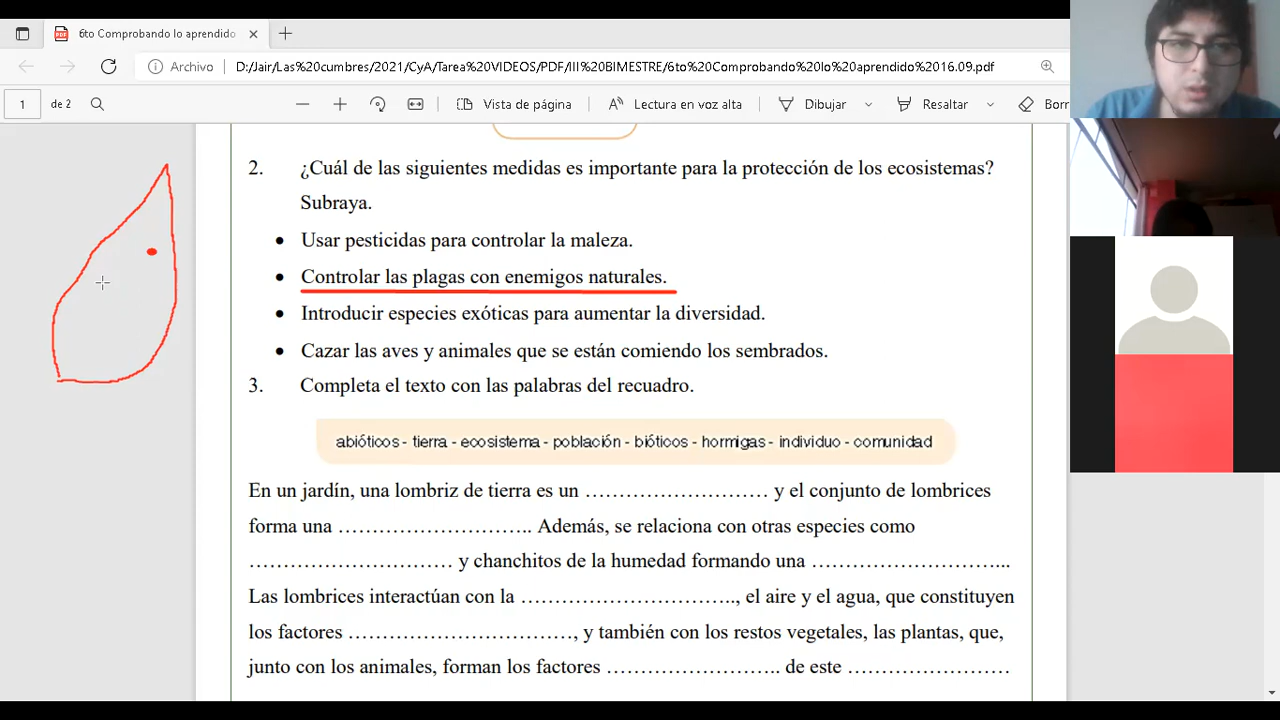 6to Comprobando lo aprendido
Archivo D:/Jair/Las%20cumbres/2021/CyA/Tarea%20VIDEOS/PDF/III%20BIMESTRE/6to%20Comprobando%20lo%20aprendido%2016.09.pdf
1 de 2 Vista de página Lectura en voz alta Dibujar Resaltar Borr
2. ¿Cuál de las siguientes medidas es importante para la protección de los ecosistemas?
Subraya.
• Usar pesticidas para controlar la maleza.
• Controlar las plagas con enemigos naturales.
• Introducir especies exóticas para aumentar la diversidad.
• Cazar las aves y animales que se están comiendo los sembrados.
3. Completa el texto con las palabras del recuadro.
abióticos - tierra - ecosistema - población - bióticos - hormigas - individuo - comunidad
En un jardín, una lombriz de tierra es un ……………………… y el conjunto de lombrices
forma una ……………………….. Además, se relaciona con otras especies como
………………………… y chanchitos de la humedad formando una ……………………...
Las lombrices interactúan con la ………………………….., el aire y el agua, que constituyen
los factores ……………………………, y también con los restos vegetales, las plantas, que,
junto con los animales, forman los factores ……………………. de este ……………………